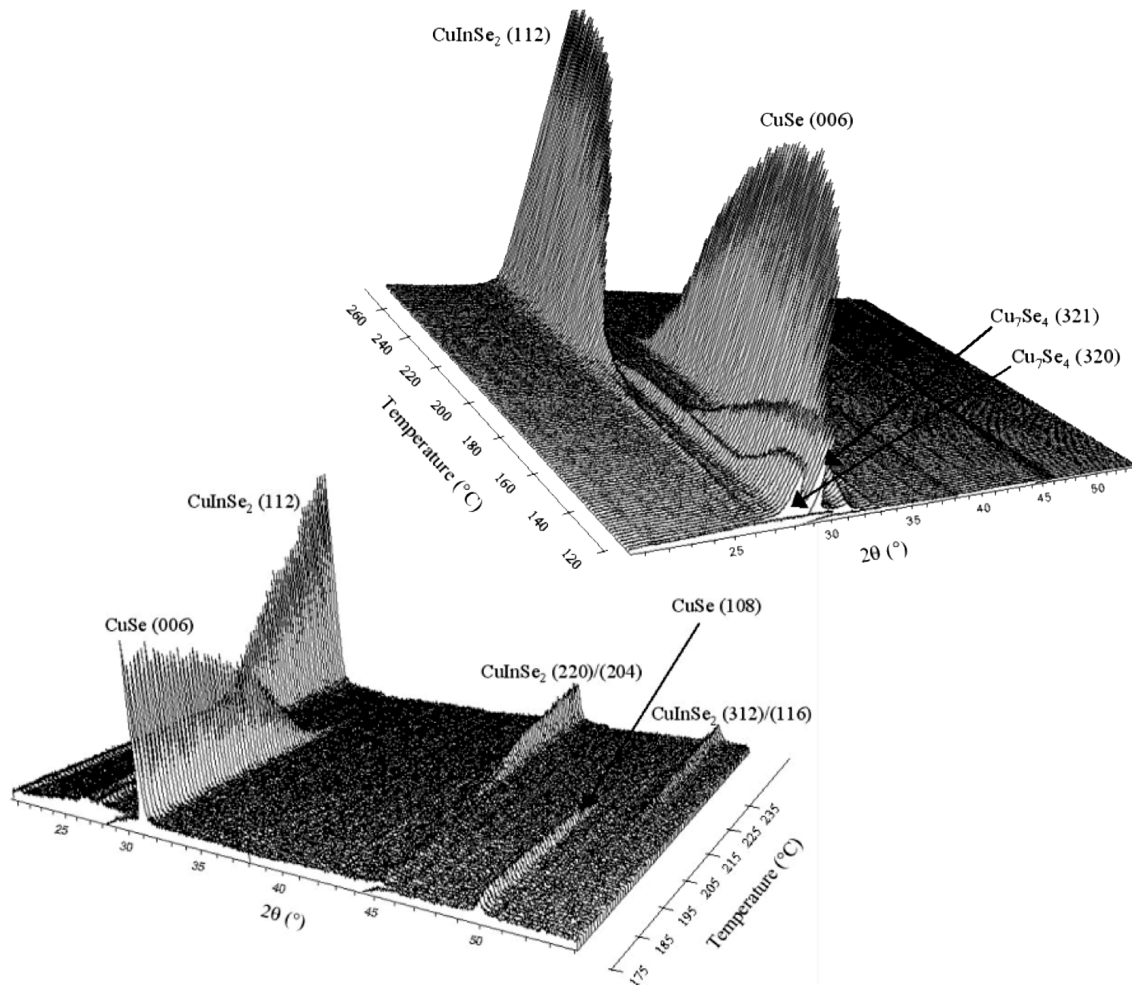 CuInSe₂ (112)
CuSe (006)
Cu₇Se₄ (321)
Cu₇Se₄ (320)
260
240
220
200
180
160
140
120
Temperature (°C)
25
30
35
40
45
50
2θ (°)
CuInSe₂ (112)
CuSe (006)
CuSe (108)
CuInSe₂ (220)/(204)
CuInSe₂ (312)/(116)
25
30
35
40
45
50
2θ (°)
235
225
215
205
195
185
175
Temperature (°C)